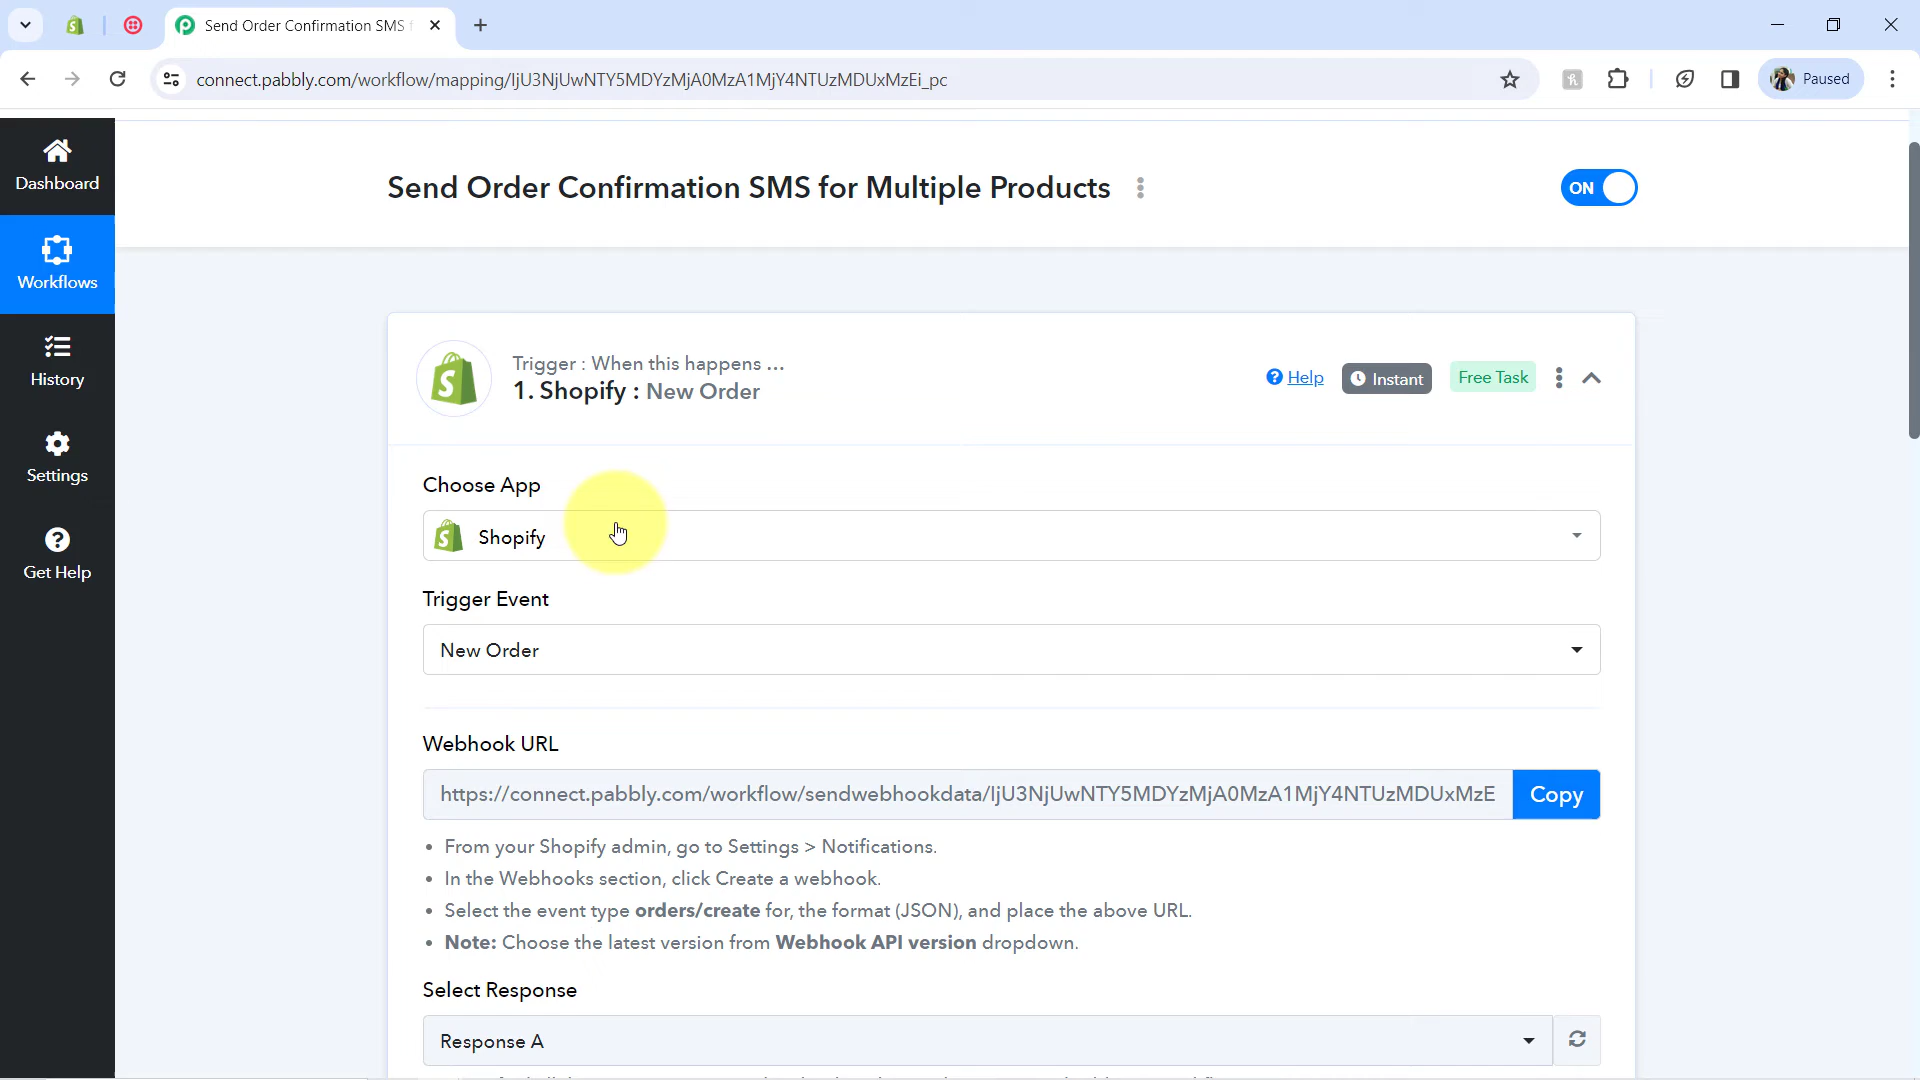 Send Order Confirmation SMS f
connect.pabbly.com/workflow/mapping/IjU3NjUwNTY5MDYzMjA0MzA1MjY4NTUzMDUxMzEi_pc
Paused
Dashboard
Workflows
History
Settings
Get Help
Send Order Confirmation SMS for Multiple Products
ON
Trigger : When this happens ...
1. Shopify : New Order
Help
Instant
Free Task
Choose App
Shopify
Trigger Event
New Order
Webhook URL
https://connect.pabbly.com/workflow/sendwebhookdata/IjU3NjUwNTY5MDYzMjA0MzA1MjY4NTUzMDUxMzE
Copy
• From your Shopify admin, go to Settings > Notifications.
• In the Webhooks section, click Create a webhook.
• Select the event type orders/create for, the format (JSON), and place the above URL.
• Note: Choose the latest version from Webhook API version dropdown.
Select Response
Response A